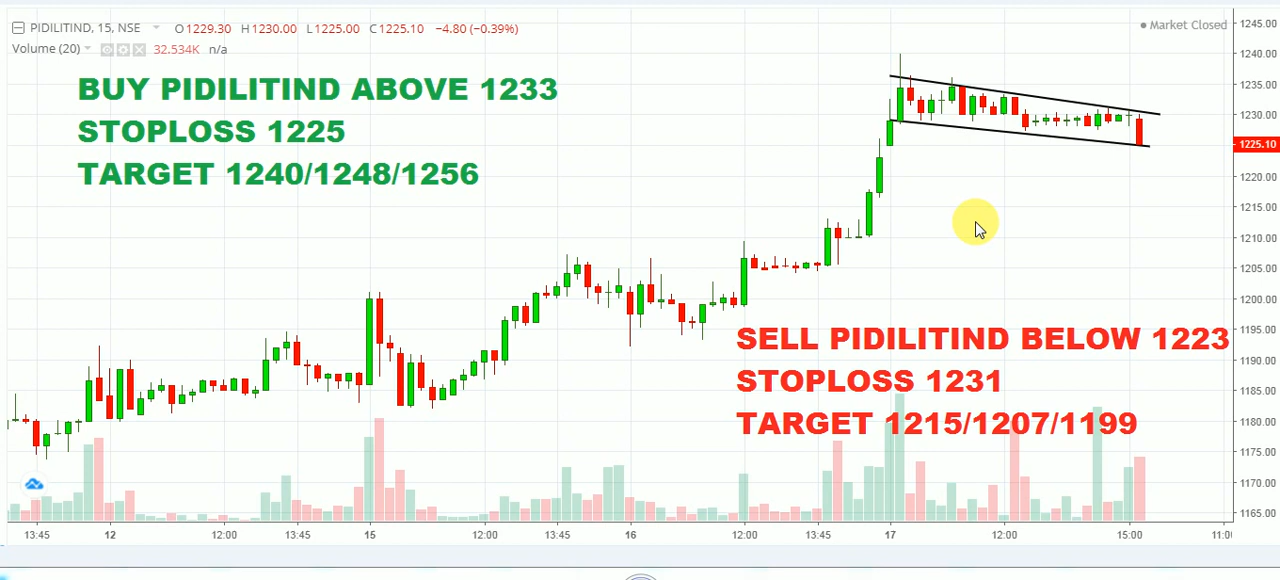 PIDILITIND, 15, NSE O1229.30 H1230.00 L1225.00 C1225.10 −4.80 (−0.39%)
Volume (20) 32.534K n/a
Market Closed
BUY PIDILITIND ABOVE 1233
STOPLOSS 1225
TARGET 1240/1248/1256
SELL PIDILITIND BELOW 1223
STOPLOSS 1231
TARGET 1215/1207/1199
1245.00
1240.00
1235.00
1230.00
1225.10
1220.00
1215.00
1210.00
1205.00
1200.00
1195.00
1190.00
1185.00
1180.00
1175.00
1170.00
1165.00
13:45 12 12:00 13:45 15 12:00 13:45 16 12:00 13:45 17 12:00 15:00 11:0